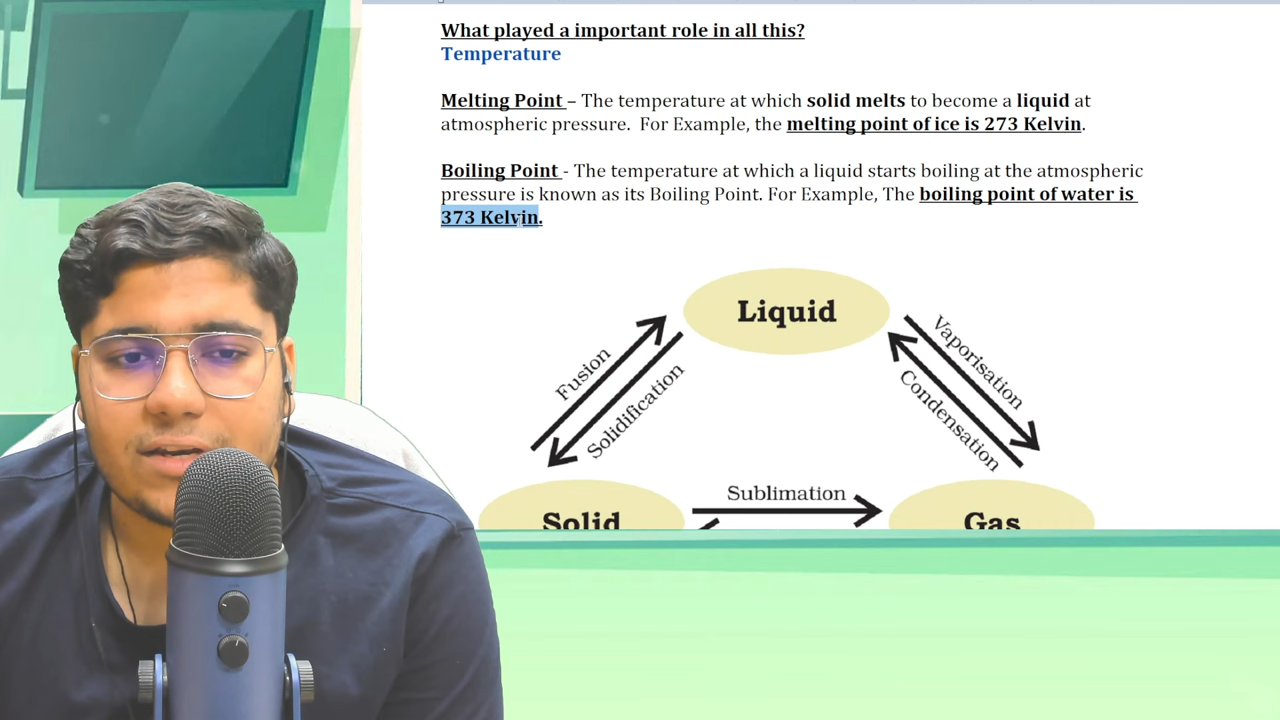 What played a important role in all this?
Temperature
Melting Point – The temperature at which solid melts to become a liquid at
atmospheric pressure.  For Example, the melting point of ice is 273 Kelvin.
Boiling Point - The temperature at which a liquid starts boiling at the atmospheric
pressure is known as its Boiling Point. For Example, The boiling point of water is
373 Kelvin.
Liquid
Fusion
Solidification
Vaporisation
Condensation
Sublimation
Solid
Gas